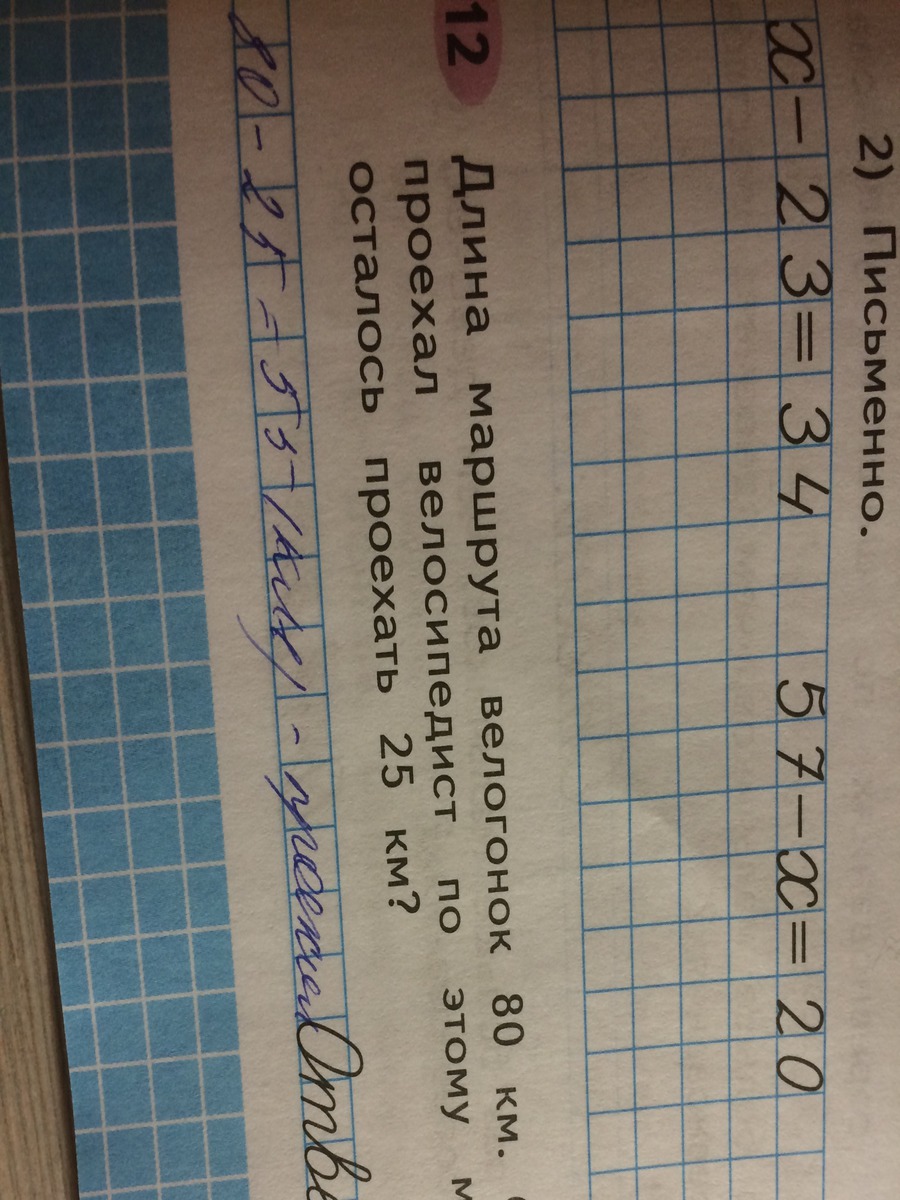 2) Письменно.
x-23=34 57-x=20
12 Длина маршрута велогонок 80 км.
проехал велосипедист по этому
осталось проехать 25 км?
80-25=55 (км) - проехал Отве